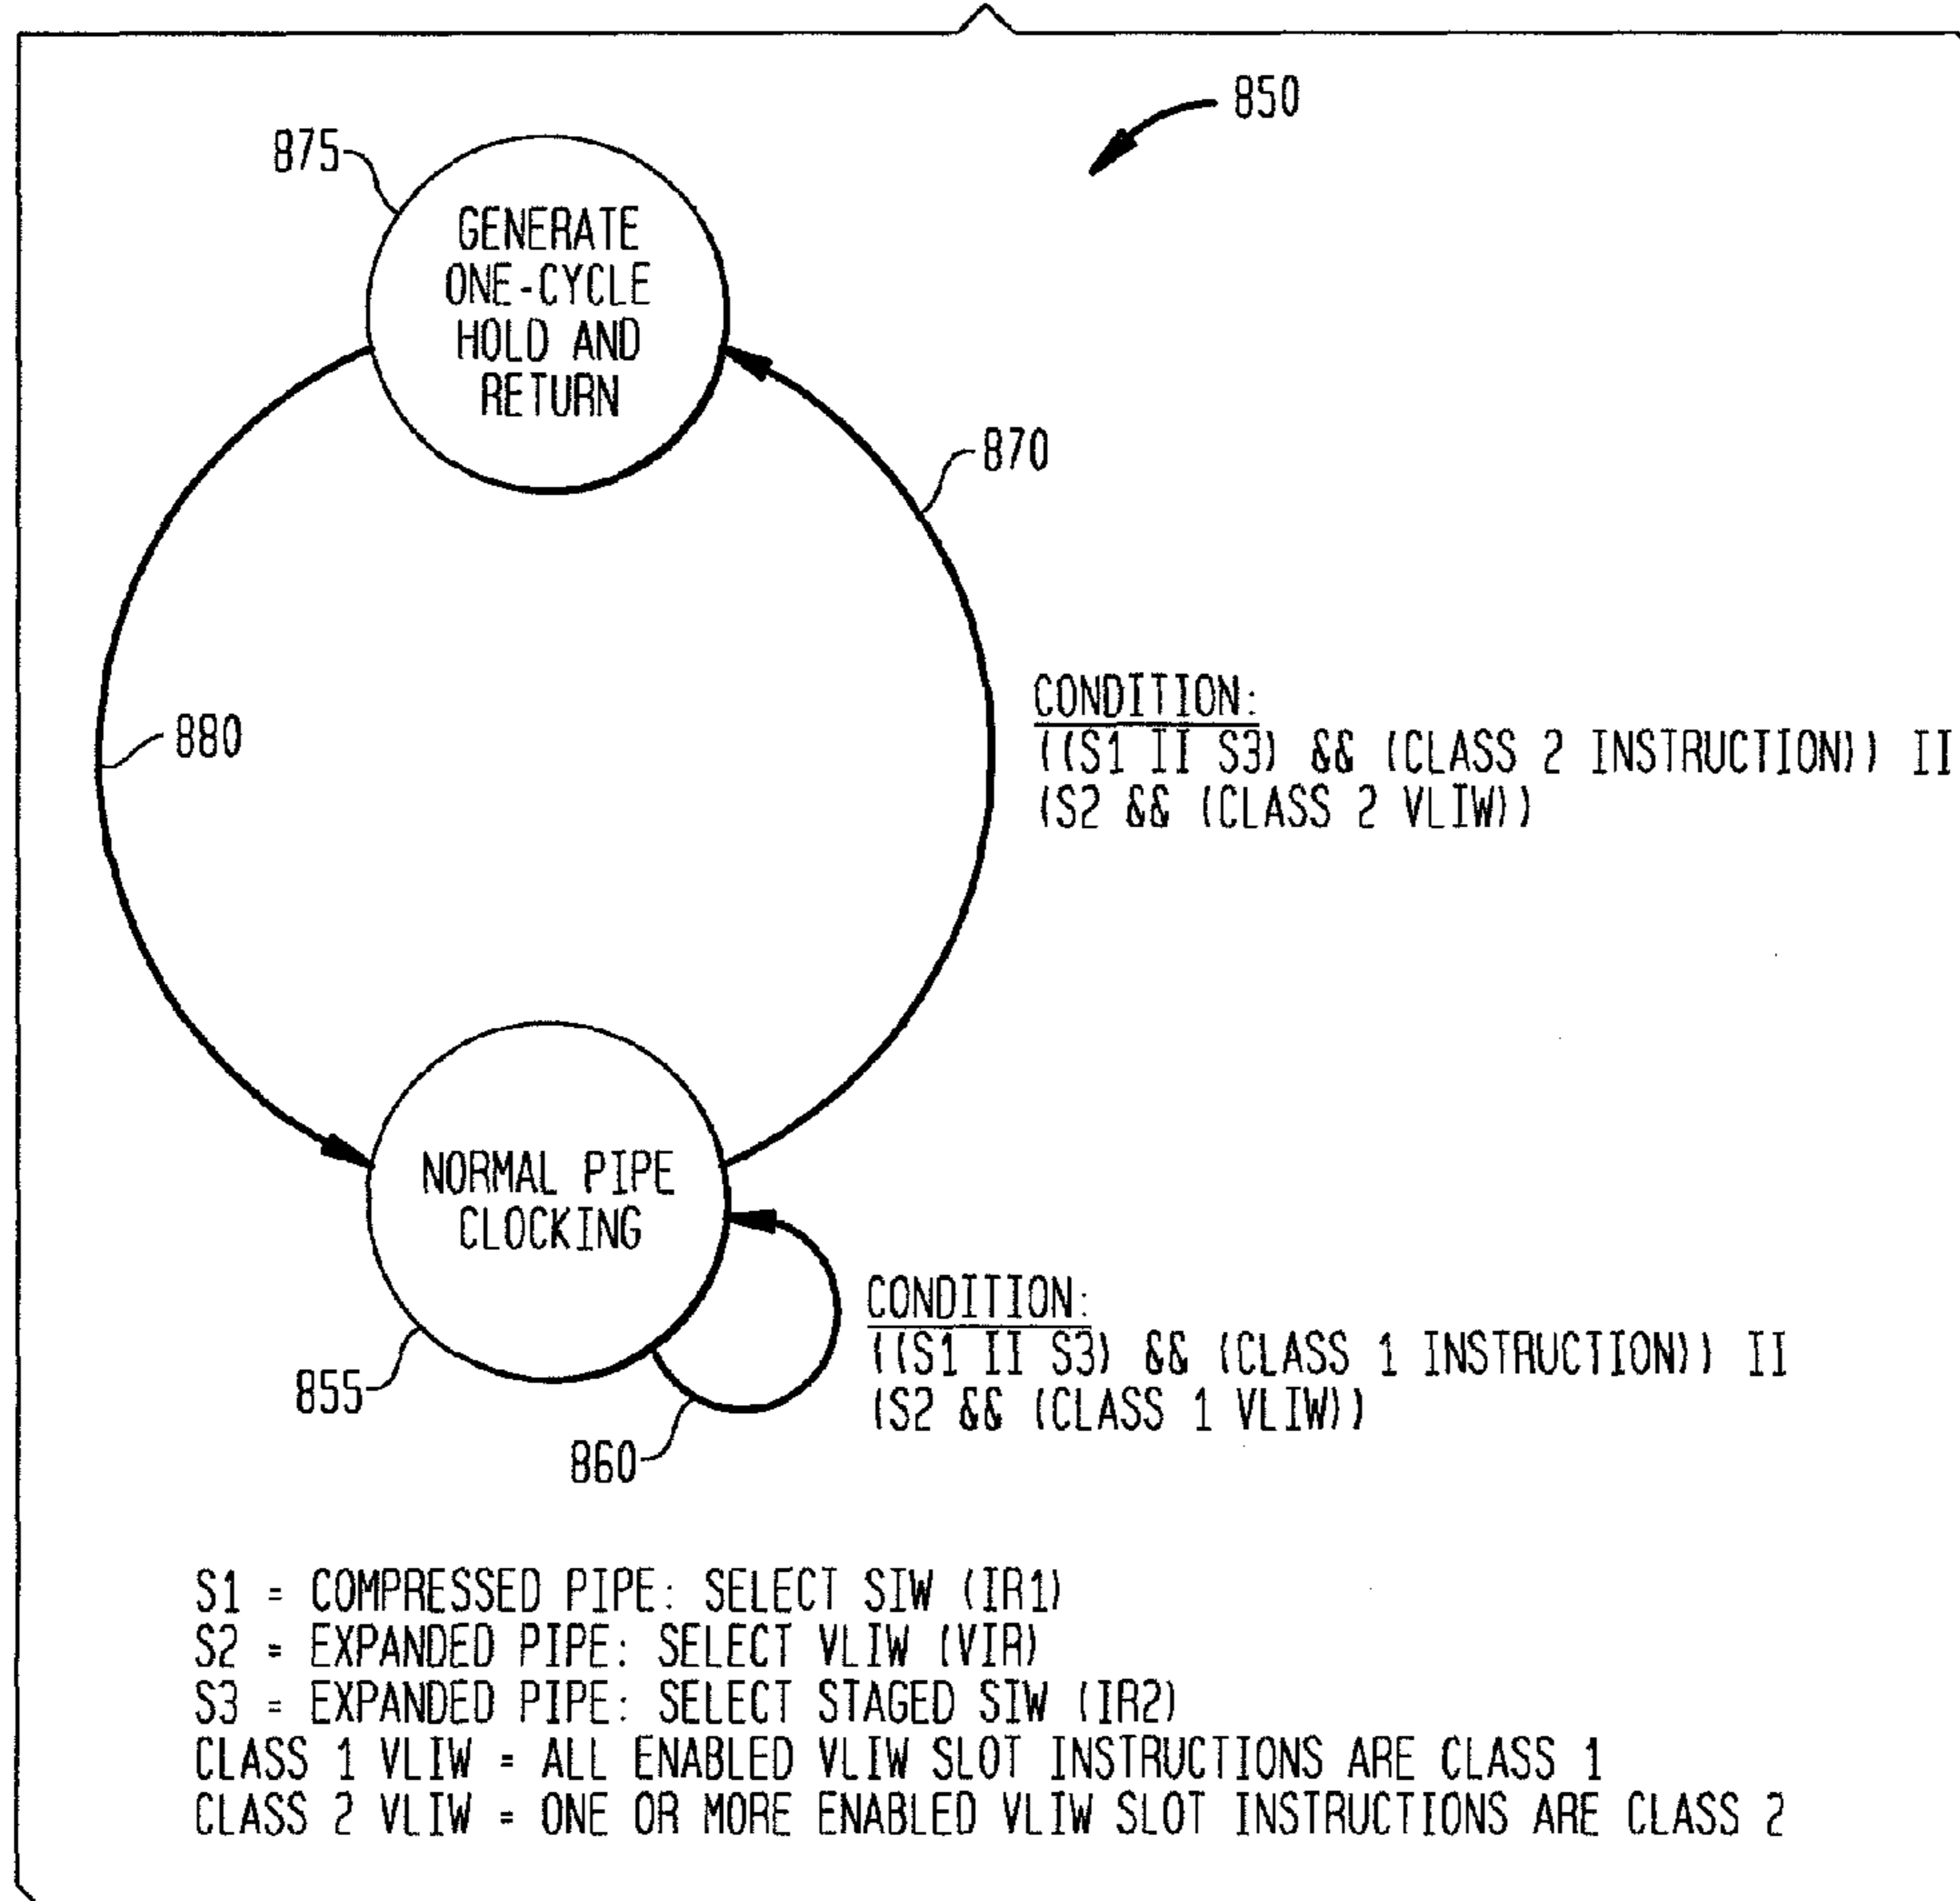 850
875
GENERATE
ONE-CYCLE
HOLD AND
RETURN
870
880
CONDITION:
((S1 II S3) && (CLASS 2 INSTRUCTION)) II
(S2 && (CLASS 2 VLIW))
NORMAL PIPE
CLOCKING
855
860
CONDITION:
((S1 II S3) && (CLASS 1 INSTRUCTION)) II
(S2 && (CLASS 1 VLIW))
S1 = COMPRESSED PIPE: SELECT SIW (IR1)
S2 = EXPANDED PIPE: SELECT VLIW (VIR)
S3 = EXPANDED PIPE: SELECT STAGED SIW (IR2)
CLASS 1 VLIW = ALL ENABLED VLIW SLOT INSTRUCTIONS ARE CLASS 1
CLASS 2 VLIW = ONE OR MORE ENABLED VLIW SLOT INSTRUCTIONS ARE CLASS 2